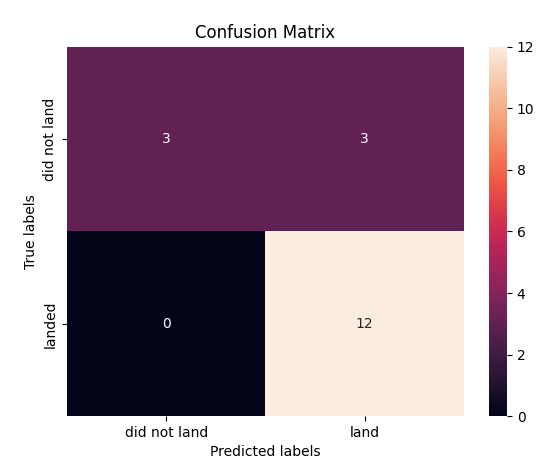 Confusion Matrix
True labels
did not land
landed
3
3
0
12
did not land
land
Predicted labels
12
10
8
6
4
2
0